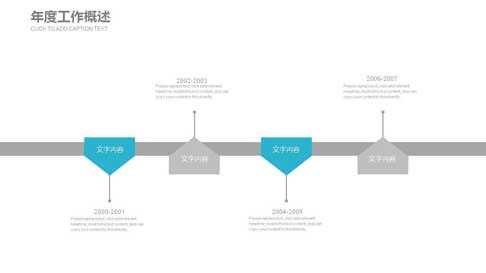 年度工作概述
CLICK TO ADD CAPTION TEXT
2002-2003
Please replace text, click add relevant
headline, modify the text content, also can
copy your content to this directly.
2006-2007
Please replace text, click add relevant
headline, modify the text content, also can
copy your content to this directly.
文字内容
文字内容
文字内容
文字内容
2000-2001
Please replace text, click add relevant
headline, modify the text content, also can
copy your content to this directly.
2004-2005
Please replace text, click add relevant
headline, modify the text content, also can
copy your content to this directly.